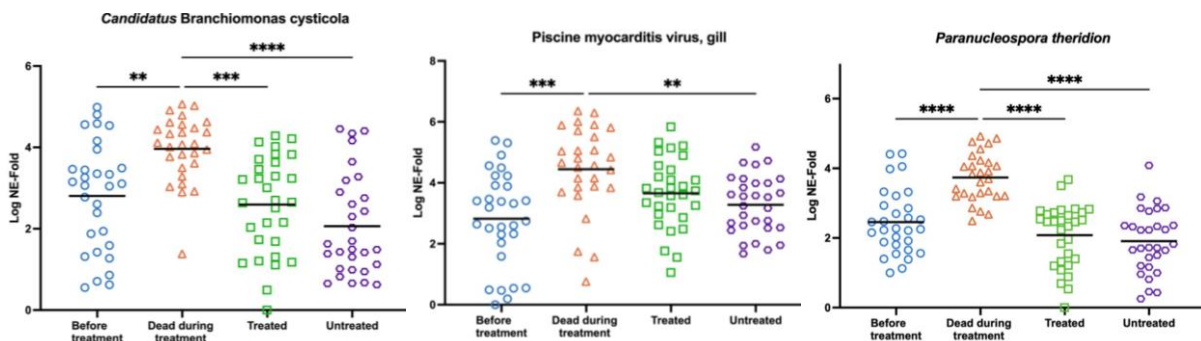 Candidatus Branchiomonas cysticola
****
**
***
Log NE-Fold
6
4
2
0
Before treatment
Dead during treatment
Treated
Untreated
Piscine myocarditis virus, gill
***
**
Log NE-Fold
8
6
4
2
0
Before treatment
Dead during treatment
Treated
Untreated
Paranucleospora theridion
****
****
****
Log NE-Fold
6
4
2
0
Before treatment
Dead during treatment
Treated
Untreated